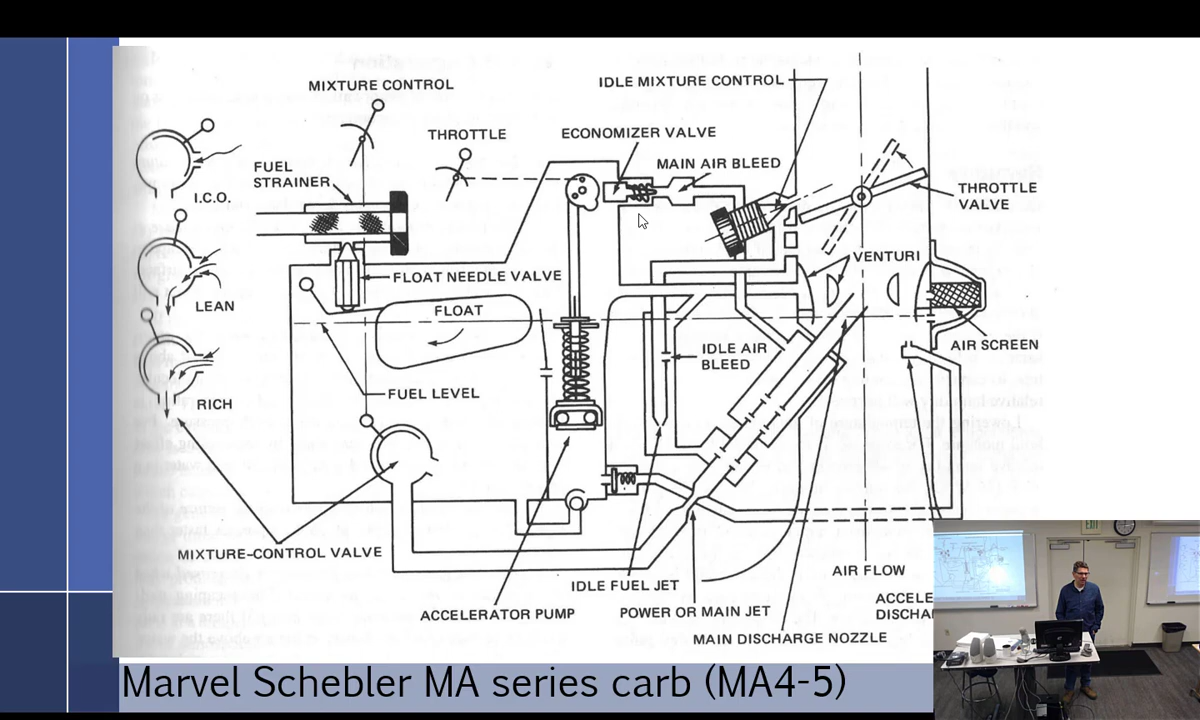 MIXTURE CONTROL
IDLE MIXTURE CONTROL
THROTTLE
ECONOMIZER VALVE
MAIN AIR BLEED
FUEL
STRAINER
I.C.O.
THROTTLE
VALVE
FLOAT NEEDLE VALVE
VENTURI
LEAN
FLOAT
IDLE AIR
BLEED
AIR SCREEN
FUEL LEVEL
RICH
MIXTURE-CONTROL VALVE
IDLE FUEL JET
AIR FLOW
ACCELERATOR PUMP
POWER OR MAIN JET
ACCELE
DISCHA
MAIN DISCHARGE NOZZLE
Marvel Schebler MA series carb (MA4-5)
EXIT